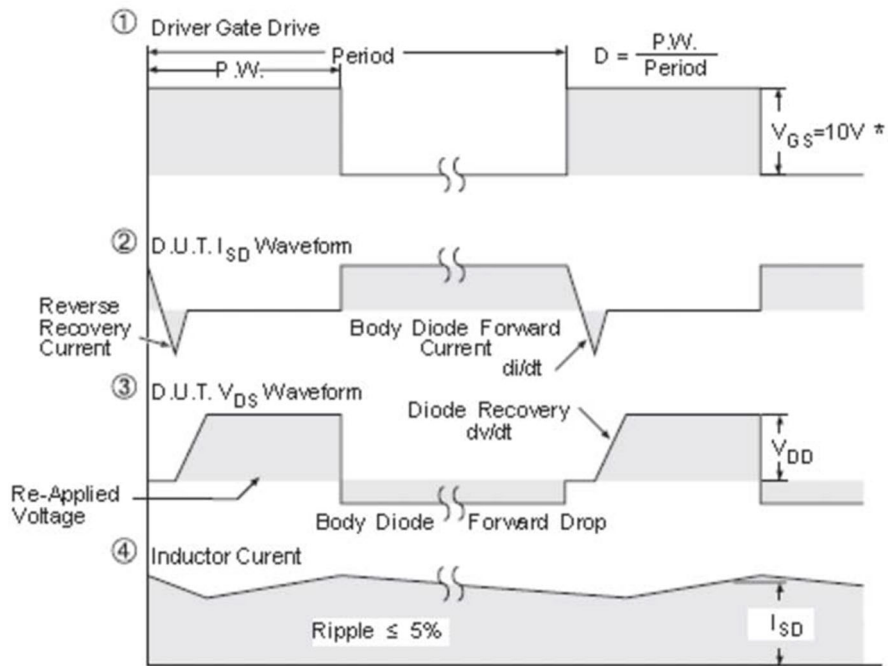 ① Driver Gate Drive
P.W.
Period
D = P.W.
Period
VGS=10V *
② D.U.T. ISD Waveform
Reverse
Recovery
Current
Body Diode Forward
Current
di/dt
③ D.U.T. VDS Waveform
Diode Recovery
dv/dt
VDD
Re-Applied
Voltage
Body Diode
Forward Drop
④ Inductor Curent
Ripple ≤ 5%
ISD